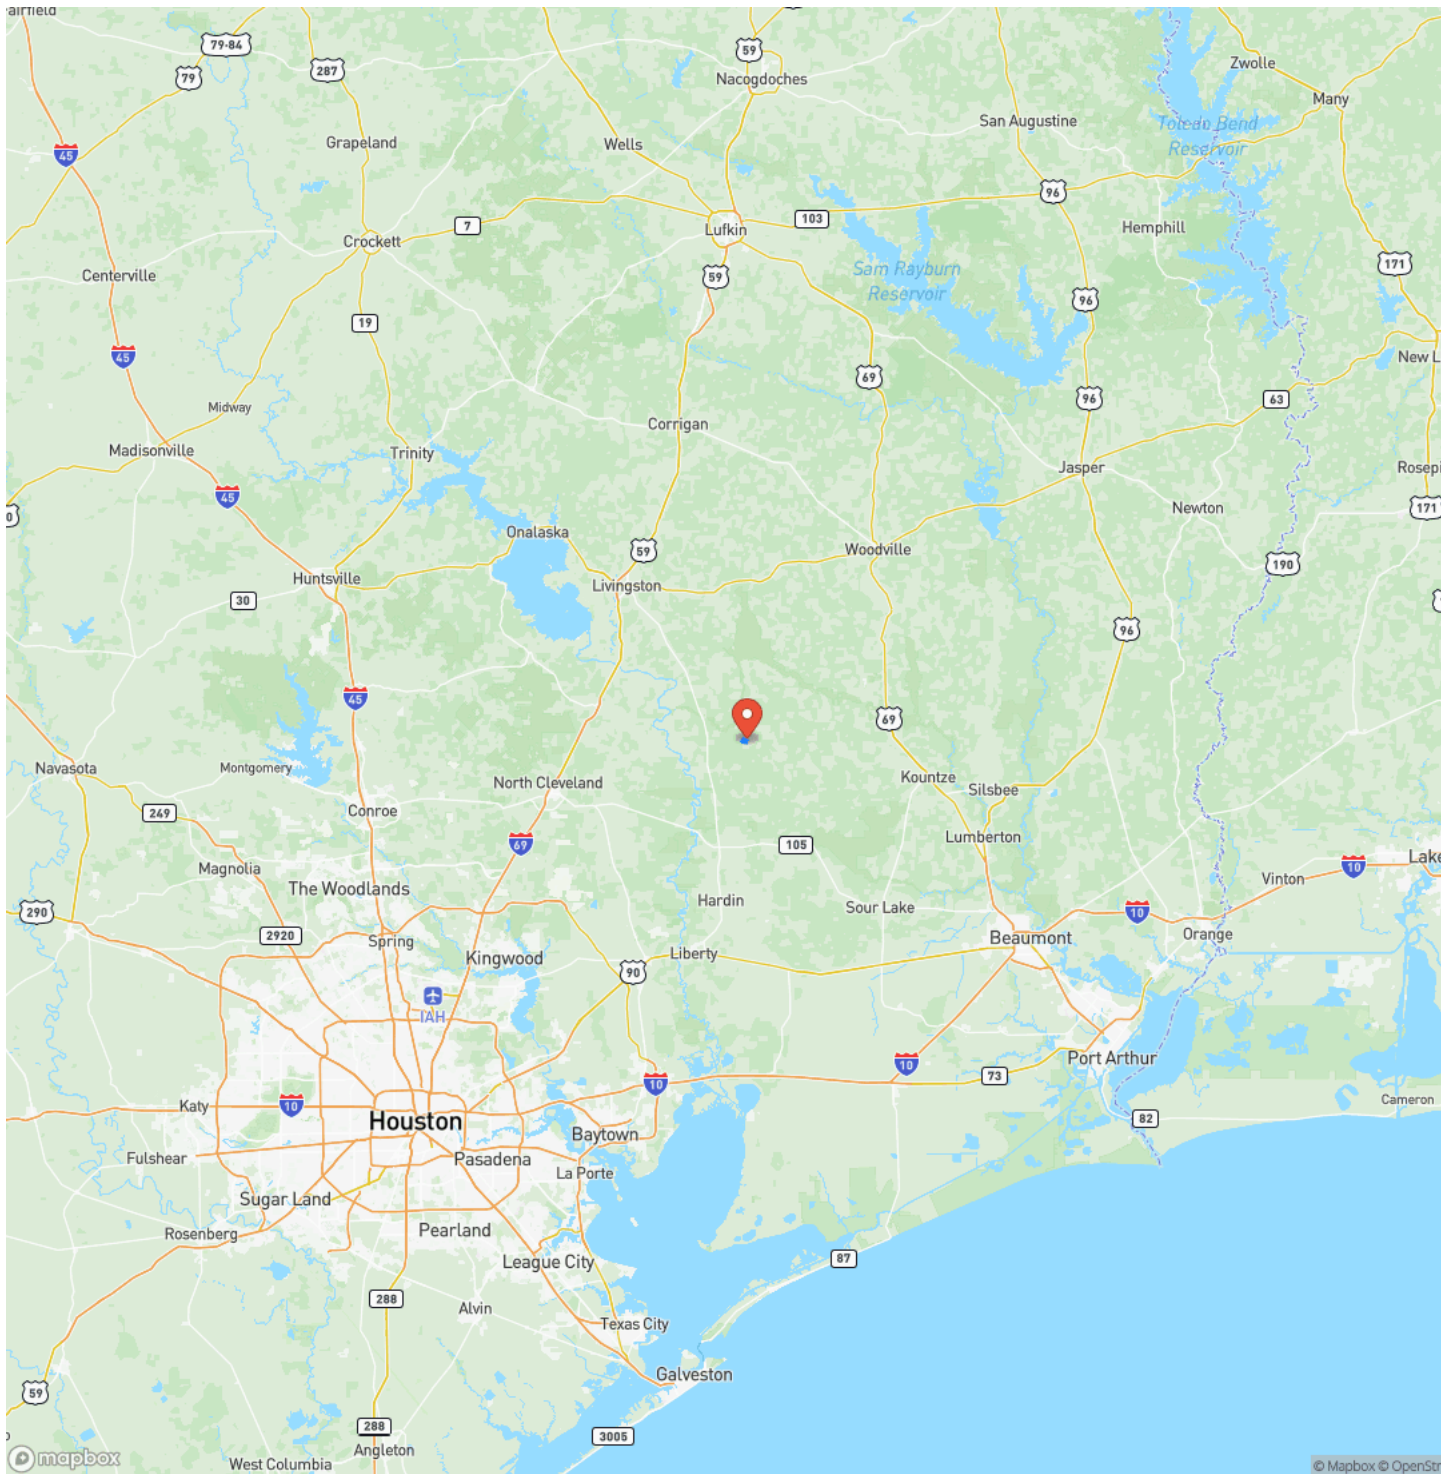 airfield
79-84
79
287
59
Nacogdoches
Zwolle
Many
45
Grapeland
Wells
San Augustine
Toledo Bend
Reservoir
96
7
103
Crockett
Lufkin
Hemphill
Centerville
59
Sam Rayburn
Reservoir
171
96
19
45
69
New L
Midway
96
63
Corrigan
Madisonville
Trinity
Jasper
Rosepi
45
Newton
171
0
Onalaska
59
Woodville
190
Huntsville
Livingston
30
96
45
69
Navasota
Montgomery
North Cleveland
Kountze
Silsbee
249
Conroe
69
105
Lumberton
Magnolia
The Woodlands
Lake
10
Vinton
290
Hardin
Sour Lake
10
2920
Spring
Kingwood
Liberty
Beaumont
Orange
90
IAH
Port Arthur
10
10
73
Katy
10
Houston
Baytown
Cameron
82
Fulshear
Pasadena
La Porte
Sugar Land
Rosenberg
Pearland
League City
87
288
Alvin
Texas City
59
Galveston
288
3005
Angleton
West Columbia
mapbox
© Mapbox © OpenStr